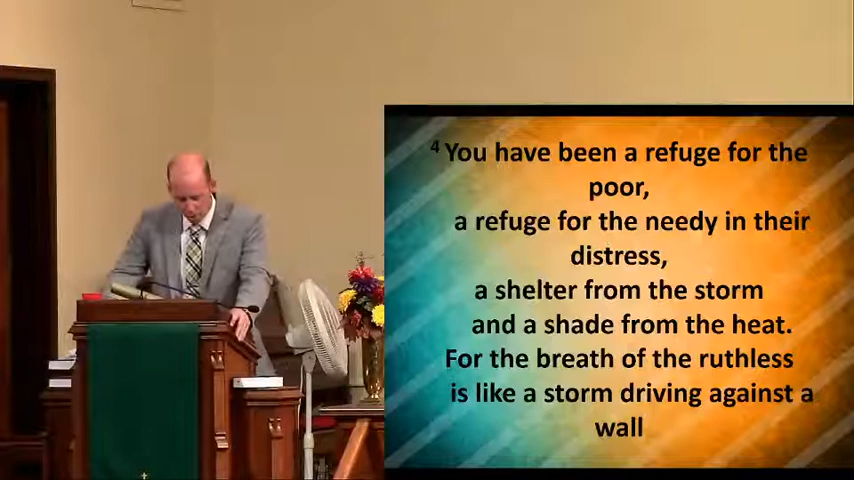 4 You have been a refuge for the
poor,
a refuge for the needy in their
distress,
a shelter from the storm
and a shade from the heat.
For the breath of the ruthless
is like a storm driving against a
wall